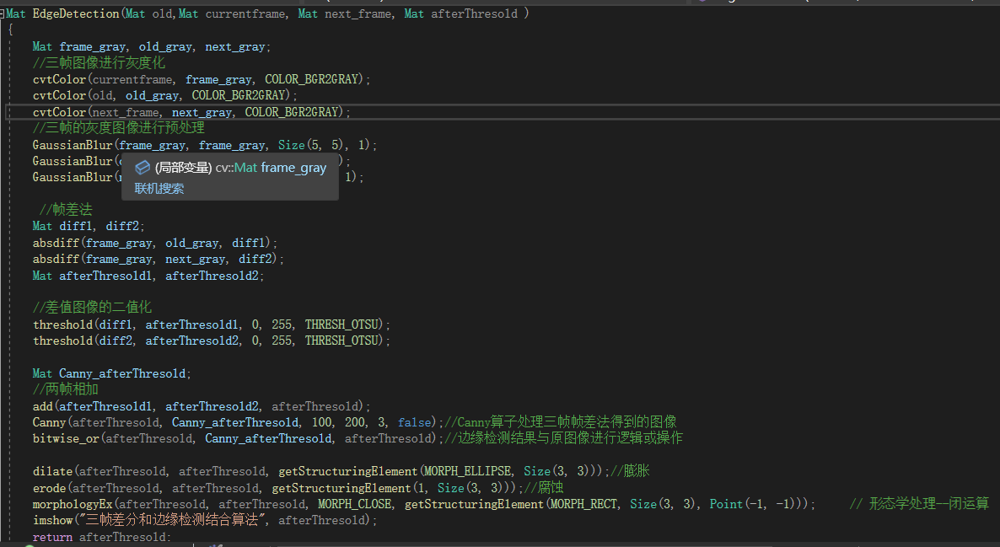 Mat EdgeDetection(Mat old,Mat currentframe, Mat next_frame, Mat afterThresold )
{
Mat frame_gray, old_gray, next_gray;
//三帧图像进行灰度化
cvtColor(currentframe, frame_gray, COLOR_BGR2GRAY);
cvtColor(old, old_gray, COLOR_BGR2GRAY);
cvtColor(next_frame, next_gray, COLOR_BGR2GRAY);
//三帧的灰度图像进行预处理
GaussianBlur(frame_gray, frame_gray, Size(5, 5), 1);
GaussianBlur( );
GaussianBlur( 1);
(局部变量) cv::Mat frame_gray
联机搜索
//帧差法
Mat diff1, diff2;
absdiff(frame_gray, old_gray, diff1);
absdiff(frame_gray, next_gray, diff2);
Mat afterThresold1, afterThresold2;
//差值图像的二值化
threshold(diff1, afterThresold1, 0, 255, THRESH_OTSU);
threshold(diff2, afterThresold2, 0, 255, THRESH_OTSU);
Mat Canny_afterThresold;
//两帧相加
add(afterThresold1, afterThresold2, afterThresold);
Canny(afterThresold, Canny_afterThresold, 100, 200, 3, false);//Canny算子处理三帧帧差法得到的图像
bitwise_or(afterThresold, Canny_afterThresold, afterThresold);//边缘检测结果与原图像进行逻辑或操作
dilate(afterThresold, afterThresold, getStructuringElement(MORPH_ELLIPSE, Size(3, 3)));//膨胀
erode(afterThresold, afterThresold, getStructuringElement(1, Size(3, 3)));//腐蚀
morphologyEx(afterThresold, afterThresold, MORPH_CLOSE, getStructuringElement(MORPH_RECT, Size(3, 3), Point(-1, -1))); // 形态学处理--闭运算
imshow("三帧差分和边缘检测结合算法", afterThresold);
return afterThresold;